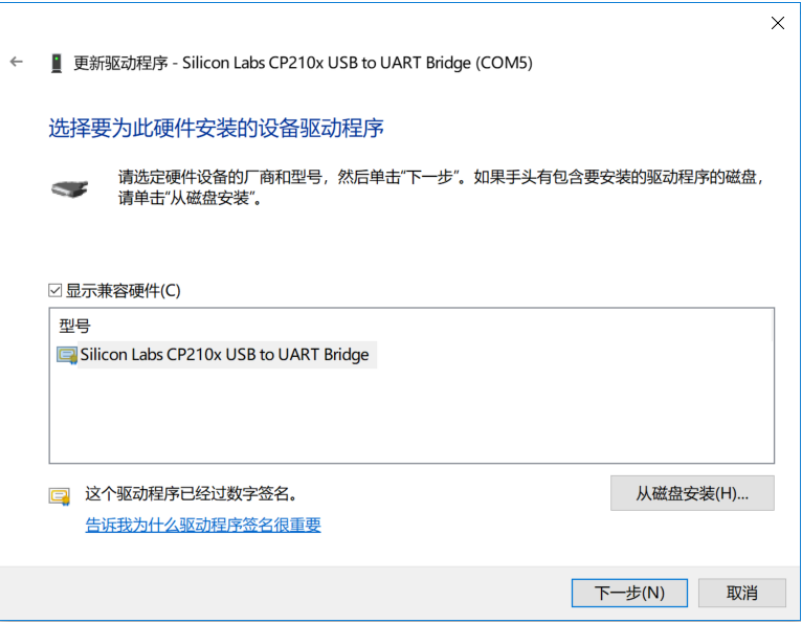 更新驱动程序 - Silicon Labs CP210x USB to UART Bridge (COM5)
选择要为此硬件安装的设备驱动程序
请选定硬件设备的厂商和型号，然后单击“下一步”。如果手头有包含要安装的驱动程序的磁盘，
请单击“从磁盘安装”。
显示兼容硬件(C)
型号
Silicon Labs CP210x USB to UART Bridge
这个驱动程序已经过数字签名。
从磁盘安装(H)...
告诉我为什么驱动程序签名很重要
下一步(N)
取消